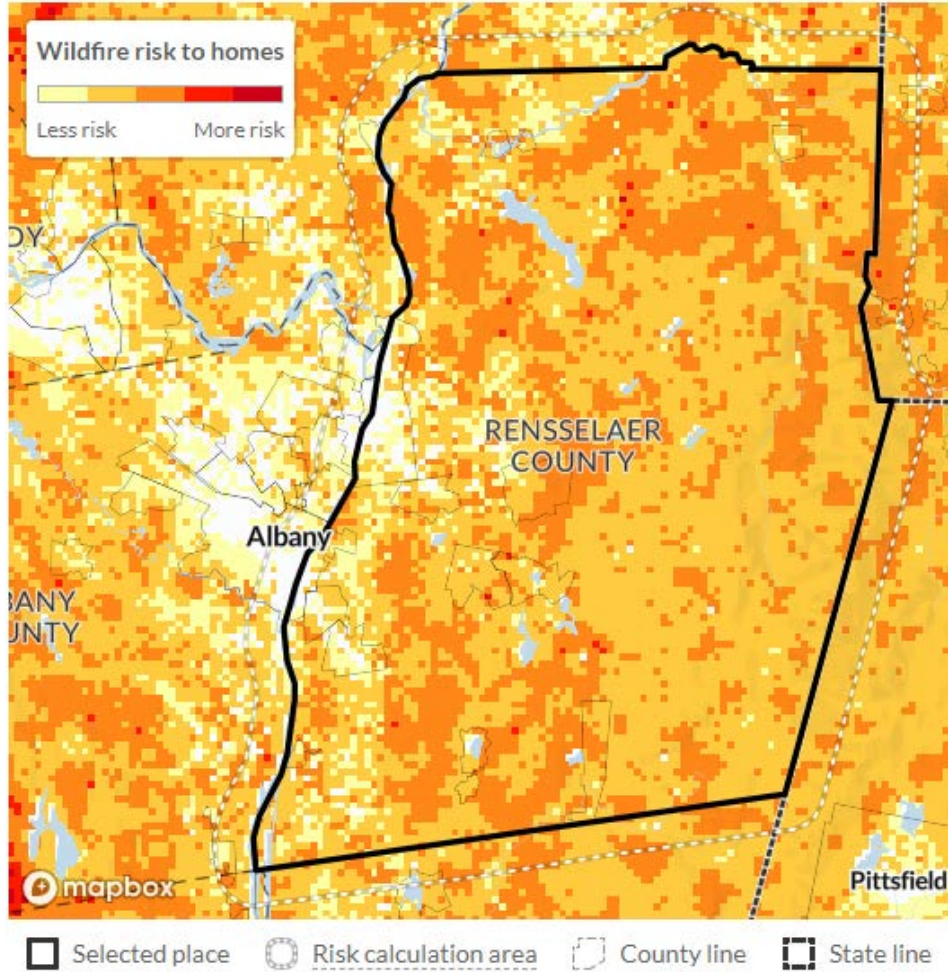 Wildfire risk to homes
Less risk More risk
DY
RENSSELAER
COUNTY
Albany
BANY
UNTY
mapbox
Pittsfield
Selected place Risk calculation area County line State line